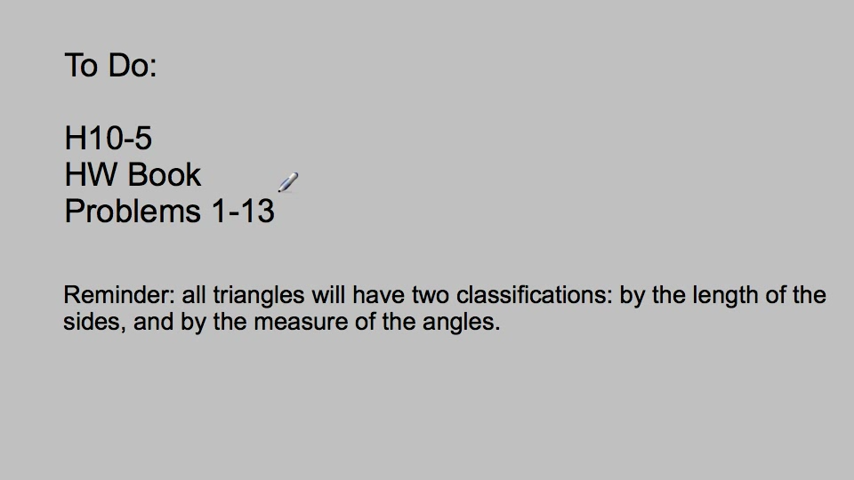 To Do:
H10-5
HW Book
Problems 1-13
Reminder: all triangles will have two classifications: by the length of the
sides, and by the measure of the angles.